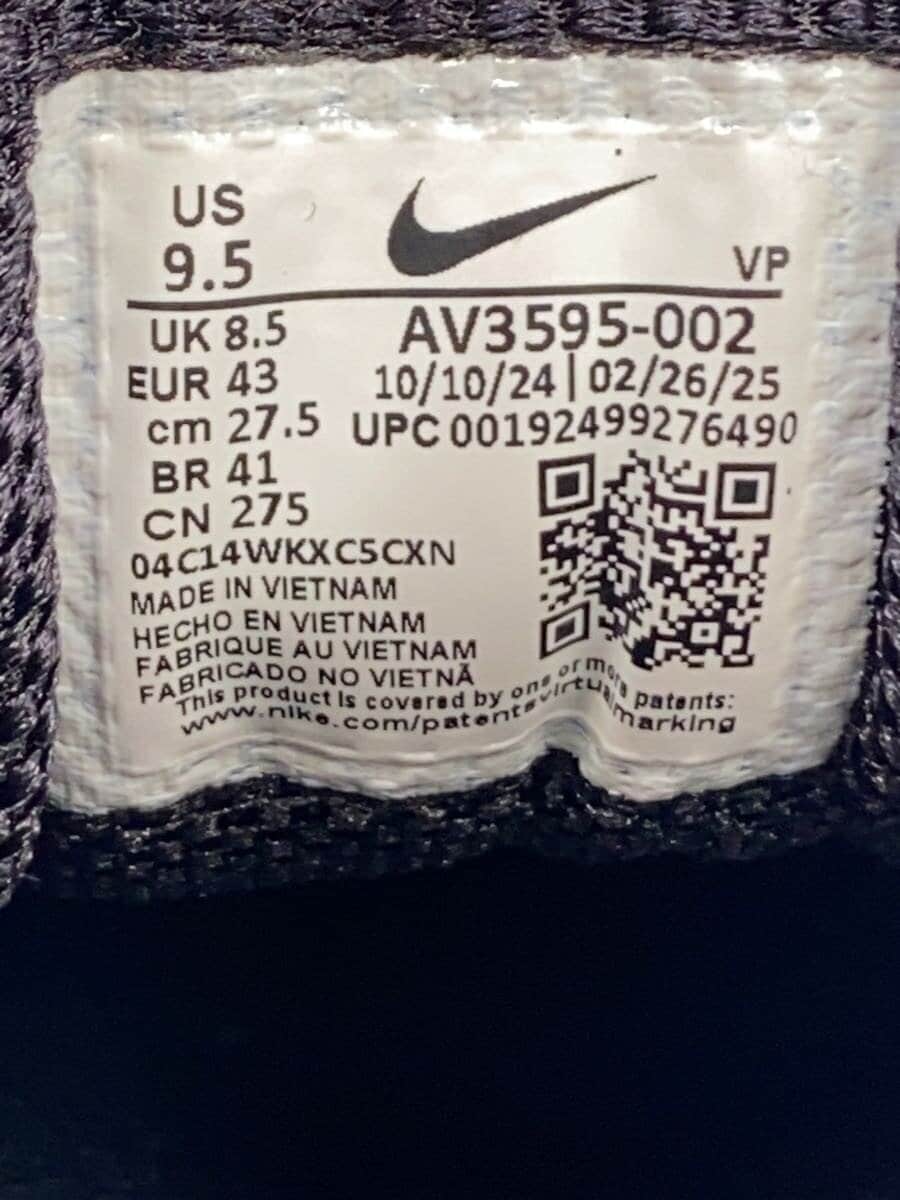 US
9.5
VP
UK 8.5
EUR 43
cm 27.5
BR 41
CN 275
AV3595-002
10/10/24 | 02/26/25
UPC 00192499276490
04C14WKXC5CXN
MADE IN VIETNAM
HECHO EN VIETNAM
FABRIQUE AU VIETNAM
FABRICADO NO VIETNÃ
This product is covered by one or more patents:
www.nike.com/patentsvirtualmarking